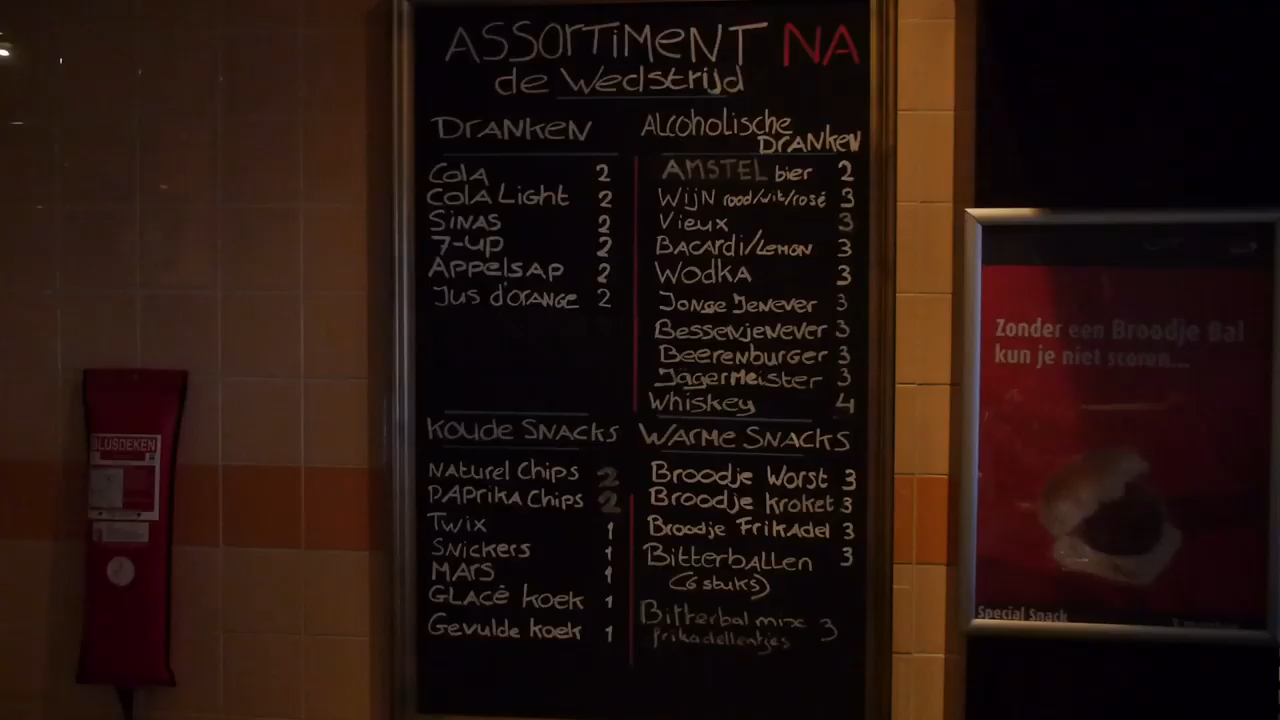 ASSORTIMENT NA
de Wedstrijd
DRANKEN
COLA 2
COLA Light 2
SINAS 2
7-UP 2
APPELSAP 2
JUS d'ORANGE 2
ALCOHOLISCHE
DRANKEN
AMSTEL bier 2
WIJN rood/wit/rosé 3
Vieux 3
BACARDI/LEMON 3
WODKA 3
JONGE JENEVER 3
BESSENJENEVER 3
BEERENBURGER 3
JägerMeister 3
Whiskey 4
KOUDE SNACKS
NATUREL CHIPS 2
PAPRIKA CHIPS 2
TWIX 1
SNICKERS 1
MARS 1
GLACÉ KOEK 1
Gevulde koek 1
WARME SNACKS
Broodje Worst 3
Broodje kroket 3
Broodje FRIKADEL 3
BITTERBALLEN 3
(6 stuks)
Bitterbal mix 3
frikadellentjes
BLUSDEKEN
Zonder een Broodje Bal
kun je niet scoren...
Special Snack